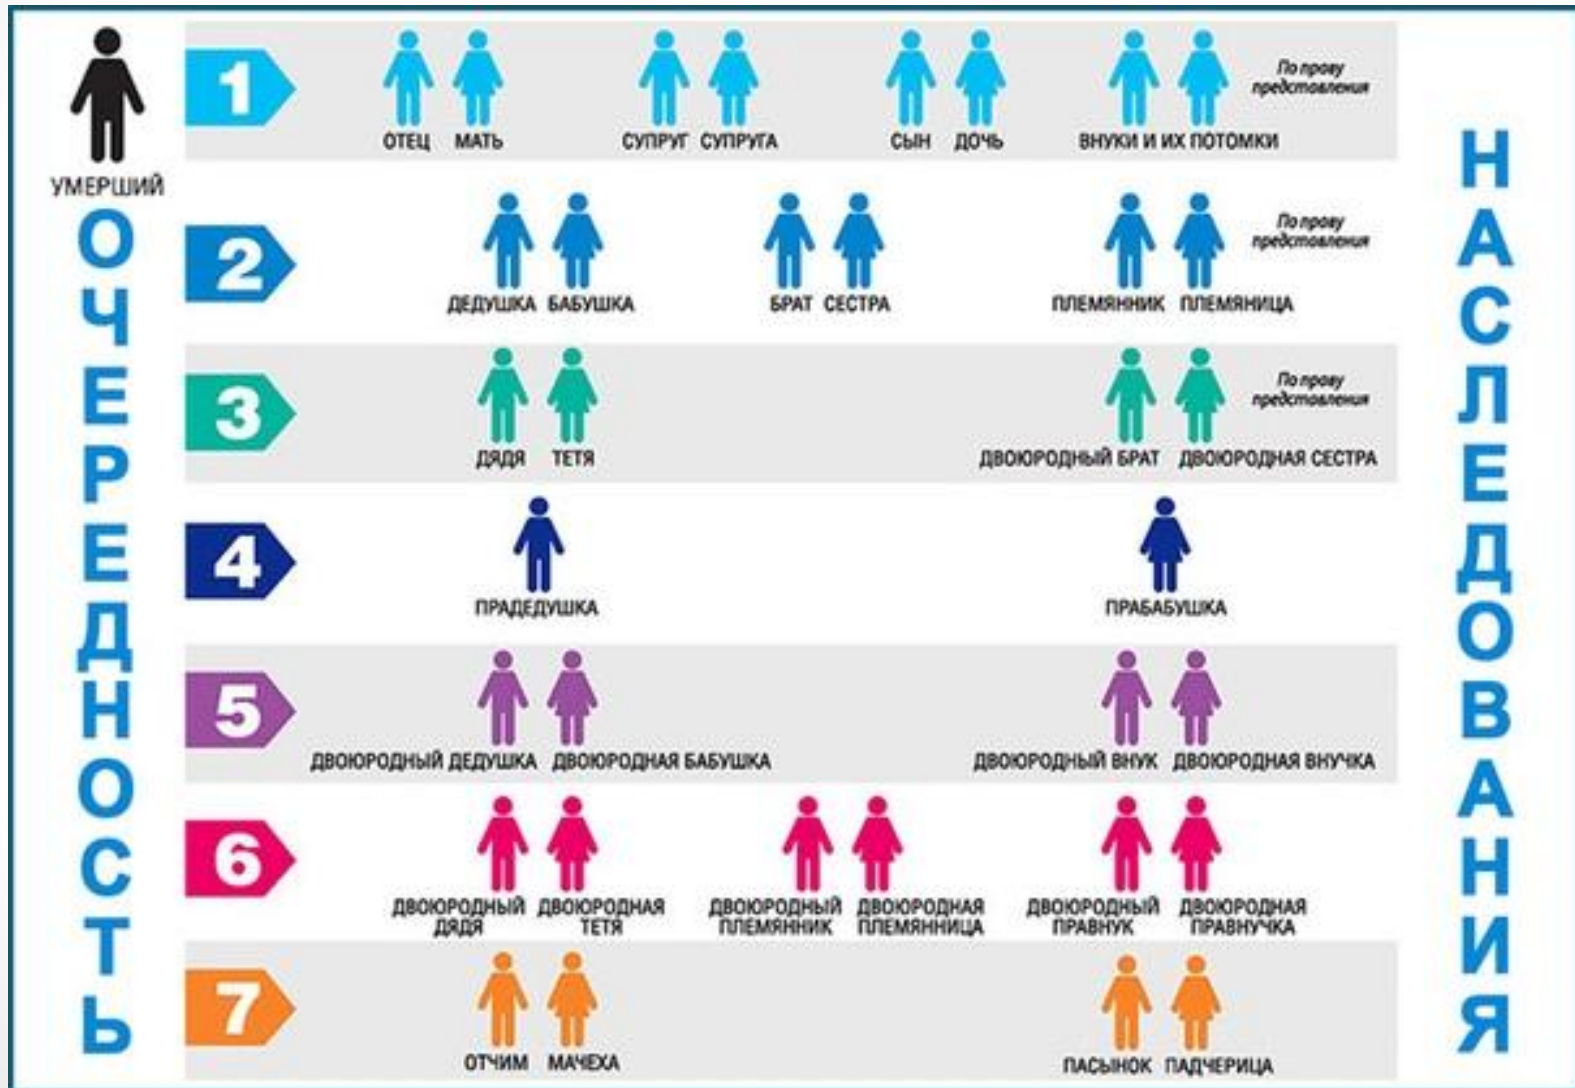 УМЕРШИЙ
ОЧЕРЕДНОСТЬ
НАСЛЕДОВАНИЯ
1
ОТЕЦ МАТЬ СУПРУГ СУПРУГА СЫН ДОЧЬ ВНУКИ И ИХ ПОТОМКИ
По праву
представления
2
ДЕДУШКА БАБУШКА БРАТ СЕСТРА ПЛЕМЯННИК ПЛЕМЯНИЦА
По праву
представления
3
ДЯДЯ ТЕТЯ ДВОЮРОДНЫЙ БРАТ ДВОЮРОДНАЯ СЕСТРА
По праву
представления
4
ПРАДЕДУШКА ПРАБАБУШКА
5
ДВОЮРОДНЫЙ ДЕДУШКА ДВОЮРОДНАЯ БАБУШКА ДВОЮРОДНЫЙ ВНУК ДВОЮРОДНАЯ ВНУЧКА
6
ДВОЮРОДНЫЙ ДЯДЯ
ДВОЮРОДНАЯ ТЕТЯ
ДВОЮРОДНЫЙ ПЛЕМЯННИК
ДВОЮРОДНАЯ ПЛЕМЯННИЦА
ДВОЮРОДНЫЙ ПРАВНУК
ДВОЮРОДНАЯ ПРАВНУЧКА
7
ОТЧИМ МАЧЕХА ПАСЫНОК ПАДЧЕРИЦА